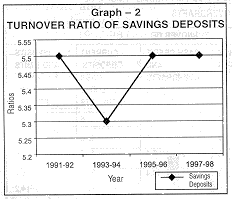 Graph – 2
TURNOVER RATIO OF SAVINGS DEPOSITS
5.55
5.5
5.45
5.4
5.35
5.3
5.25
5.2
Ratios
1991-92 1993-94 1995-96 1997-98
Year
Savings
Deposits